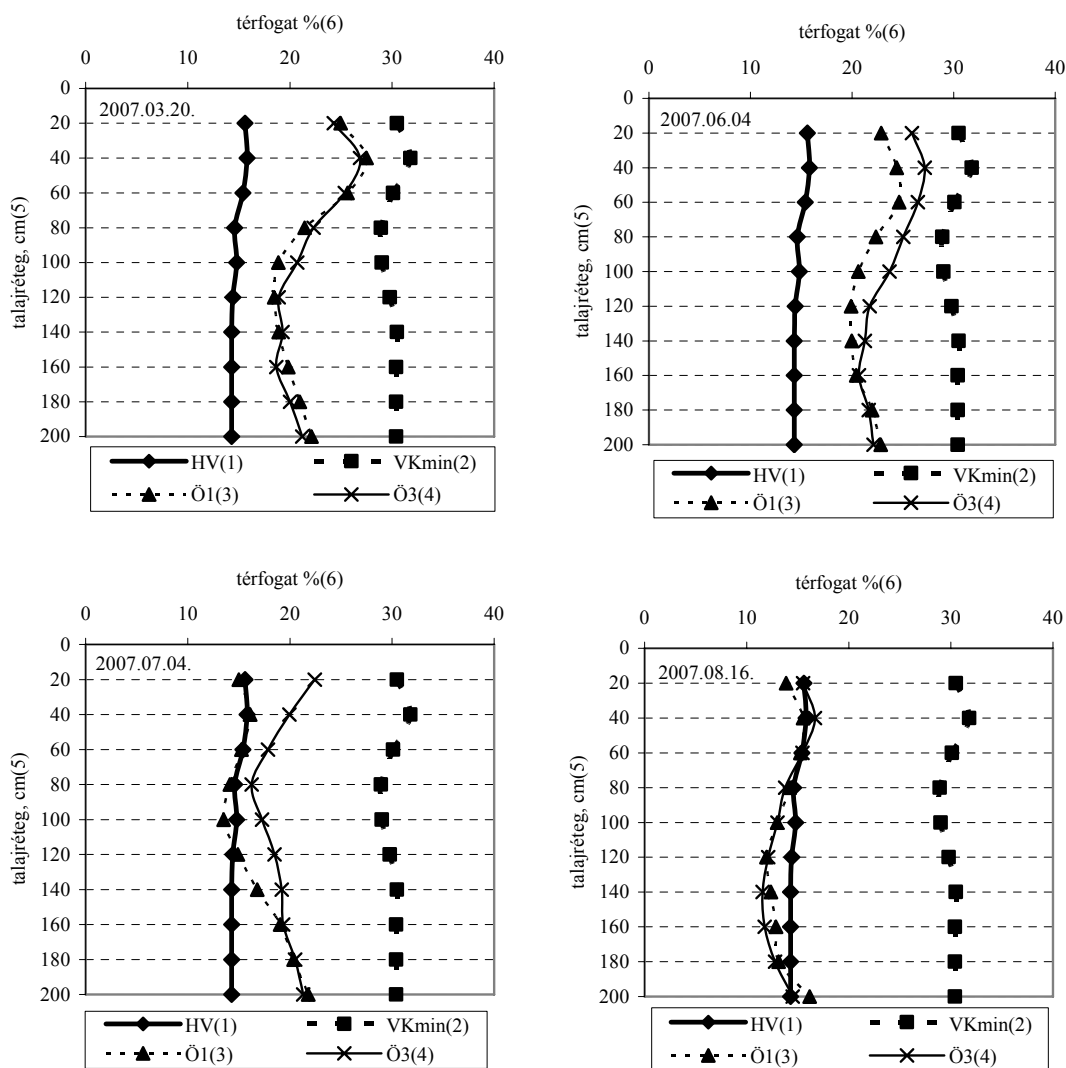 térfogat %(6)
0 10 20 30 40
0
20
40
60
80
100
120
140
160
180
200
talajréteg, cm(5)
2007.03.20.
HV(1) VKmin(2)
Ö1(3) Ö3(4)
térfogat %(6)
0 10 20 30 40
0
20
40
60
80
100
120
140
160
180
200
talajréteg, cm(5)
2007.06.04
HV(1) VKmin(2)
Ö1(3) Ö3(4)
térfogat %(6)
0 10 20 30 40
0
20
40
60
80
100
120
140
160
180
200
talajréteg, cm(5)
2007.07.04.
HV(1) VKmin(2)
Ö1(3) Ö3(4)
térfogat %(6)
0 10 20 30 40
0
20
40
60
80
100
120
140
160
180
200
talajréteg, cm(5)
2007.08.16.
HV(1) VKmin(2)
Ö1(3) Ö3(4)